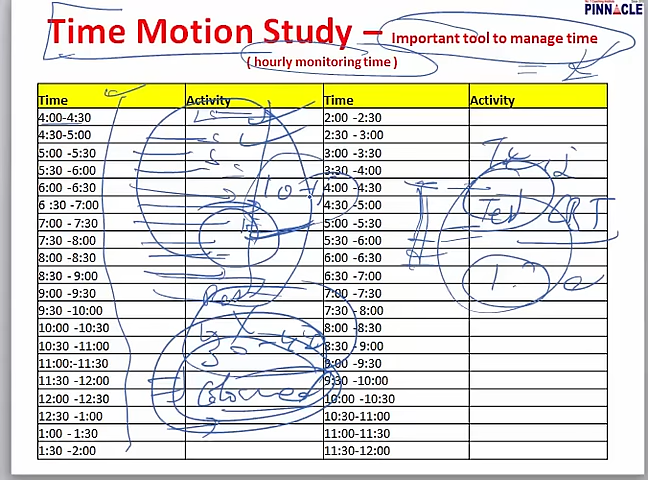 PINNACLE
Time Motion Study – Important tool to manage time
( hourly monitoring time )
Time Activity Time Activity
4:00-4:30 2:00 -2:30
4:30-5:00 2:30 - 3:00
5:00 -5:30 3:00 -3:30
5:30 -6:00 3:30 -4:00
6:00 -6:30 4:00 -4:30
6 :30 -7:00 4:30 -5:00
7:00 - 7:30 5:00 -5:30
7:30 -8:00 5:30 -6:00
8:00 -8:30 6:00 -6:30
8:30 - 9:00 6:30 -7:00
9:00 -9:30 7:00 -7:30
9:30 -10:00 7:30 - 8:00
10:00 -10:30 8:00 -8:30
10:30 -11:00 8:30 - 9:00
11:00:-11:30 9:00 -9:30
11:30 -12:00 9:30 -10:00
12:00 -12:30 10:00 -10:30
12:30 -1:00 10:30-11:00
1:00 - 1:30 11:00-11:30
1:30 -2:00 11:30-12:00